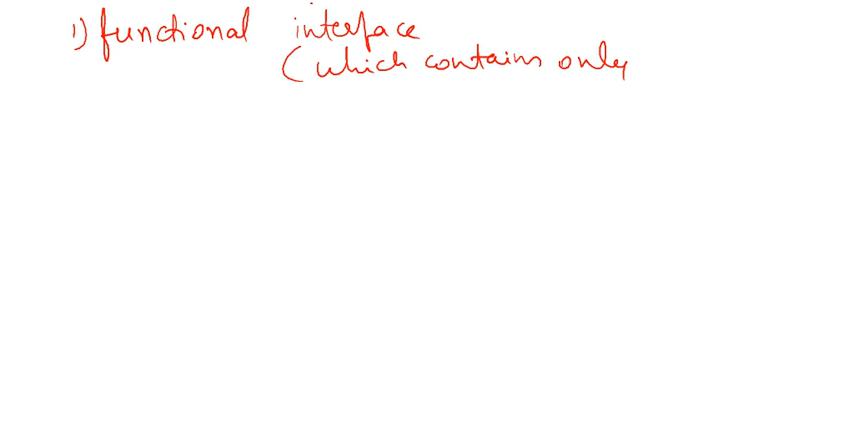 1) functional interface
(which contains only